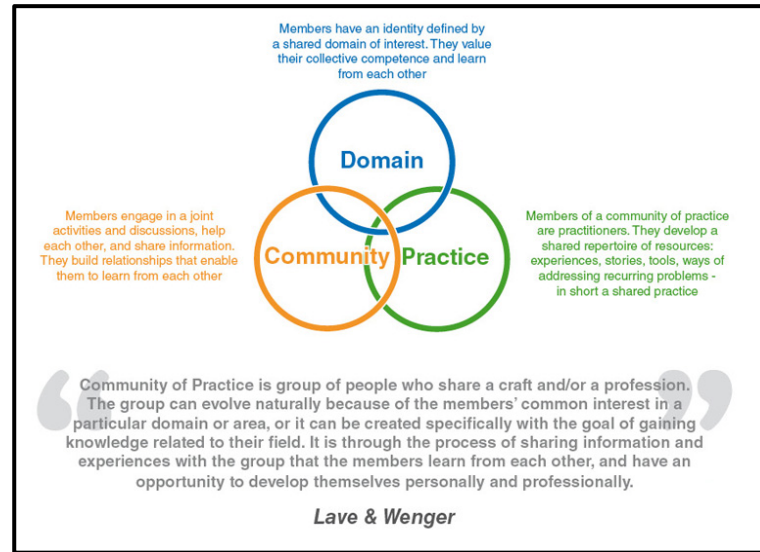 Members have an identity defined by
a shared domain of interest. They value
their collective competence and learn
from each other
Domain
Members engage in a joint
activities and discussions, help
each other, and share information.
They build relationships that enable
them to learn from each other
Community
Practice
Members of a community of practice
are practitioners. They develop a
shared repertoire of resources:
experiences, stories, tools, ways of
addressing recurring problems -
in short a shared practice
“
Community of Practice is group of people who share a craft and/or a profession.
The group can evolve naturally because of the members’ common interest in a
particular domain or area, or it can be created specifically with the goal of gaining
knowledge related to their field. It is through the process of sharing information and
experiences with the group that the members learn from each other, and have an
opportunity to develop themselves personally and professionally.
”
Lave & Wenger